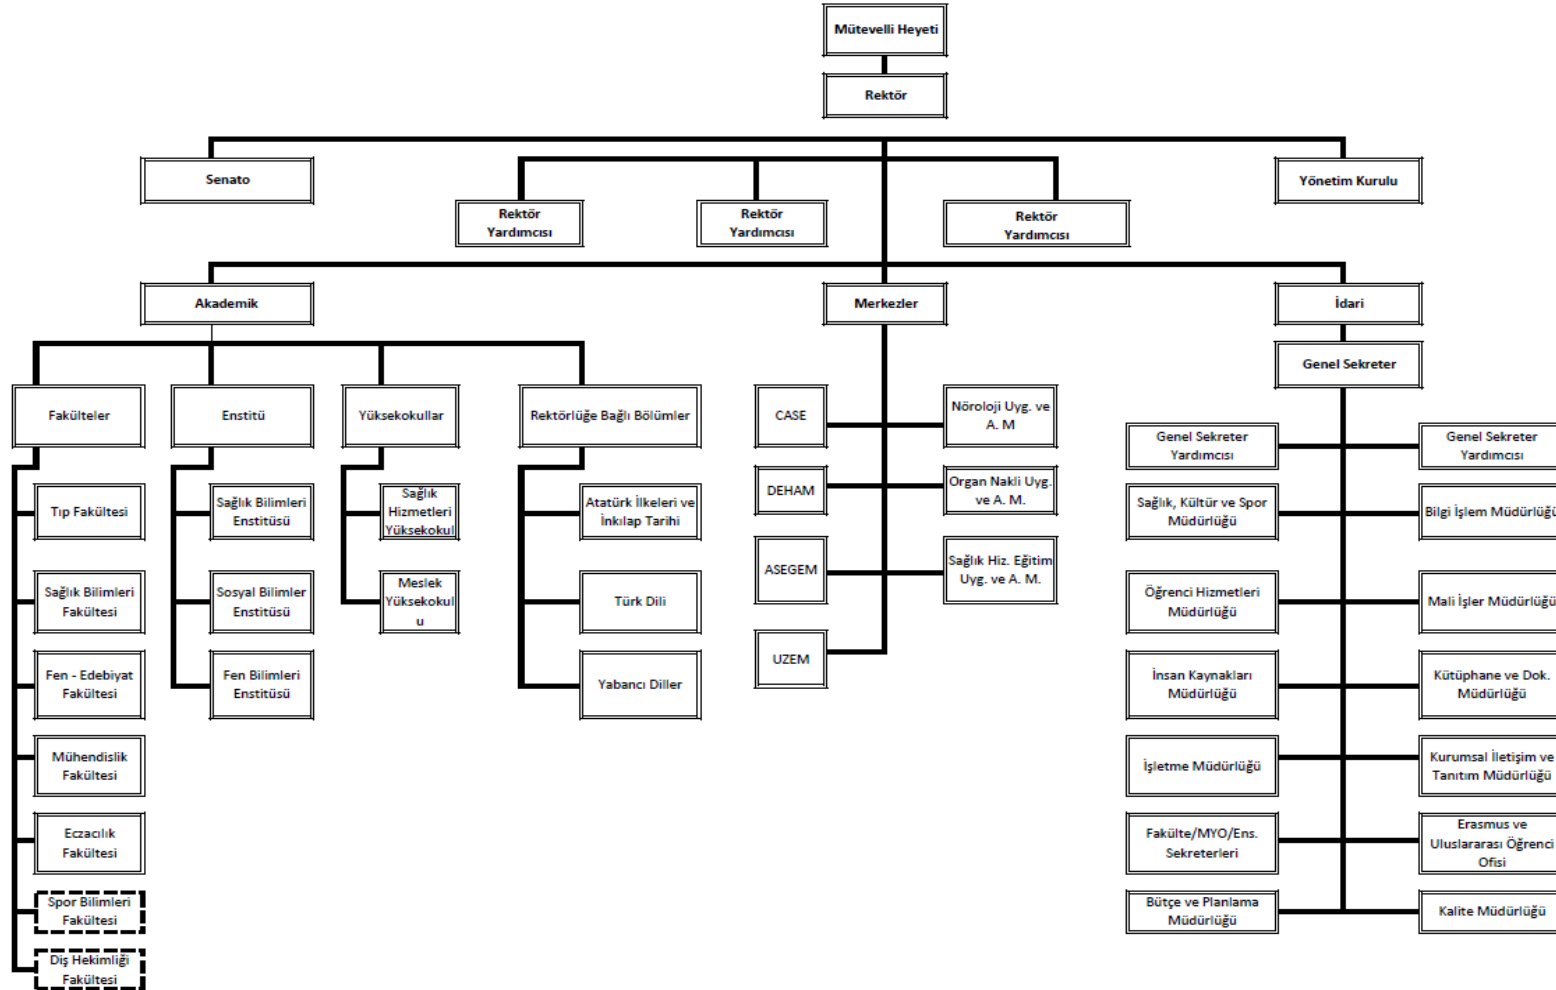 Mütevelli Heyeti
Rektör
Senato
Yönetim Kurulu
Rektör
Yardımcısı
Rektör
Yardımcısı
Rektör
Yardımcısı
Akademik
Merkezler
İdari
Genel Sekreter
Fakülteler
Enstitü
Yüksekokullar
Rektörlüğe Bağlı Bölümler
Tıp Fakültesi
Sağlık Bilimleri
Fakültesi
Fen - Edebiyat
Fakültesi
Mühendislik
Fakültesi
Eczacılık
Fakültesi
Spor Bilimleri
Fakültesi
Diş Hekimliği
Fakültesi
Sağlık Bilimleri
Enstitüsü
Sosyal Bilimler
Enstitüsü
Fen Bilimleri
Enstitüsü
Sağlık
Hizmetleri
Yüksekokul
Meslek
Yüksekokul
u
Atatürk İlkeleri ve
İnkılap Tarihi
Türk Dili
Yabancı Diller
CASE
DEHAM
ASEGEM
UZEM
Nöroloji Uyg. ve
A. M
Organ Nakli Uyg.
ve A. M.
Sağlık Hiz. Eğitim
Uyg. ve A. M.
Genel Sekreter
Yardımcısı
Sağlık, Kültür ve Spor
Müdürlüğü
Öğrenci Hizmetleri
Müdürlüğü
İnsan Kaynakları
Müdürlüğü
İşletme Müdürlüğü
Fakülte/MYO/Ens.
Sekreterleri
Bütçe ve Planlama
Müdürlüğü
Genel Sekreter
Yardımcısı
Bilgi İşlem Müdürlüğü
Mali İşler Müdürlüğü
Kütüphane ve Dok.
Müdürlüğü
Kurumsal İletişim ve
Tanıtım Müdürlüğü
Erasmus ve
Uluslararası Öğrenci
Ofisi
Kalite Müdürlüğü